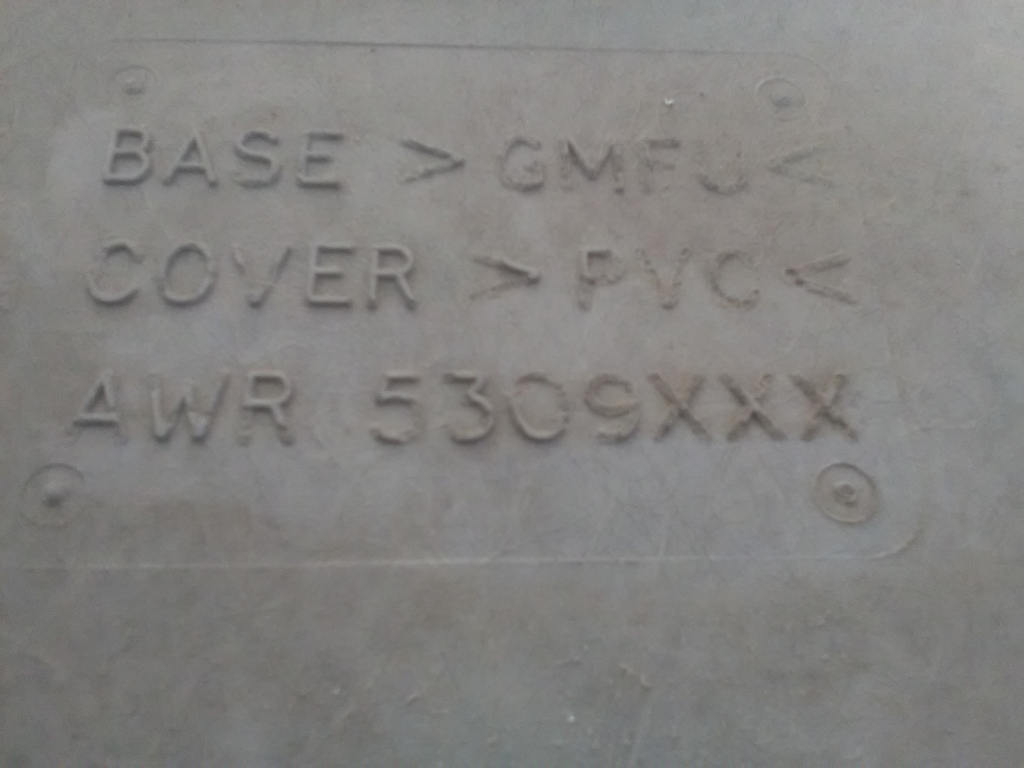 BASE >GMFU<
COVER >PVC<
AWR 5309XXX